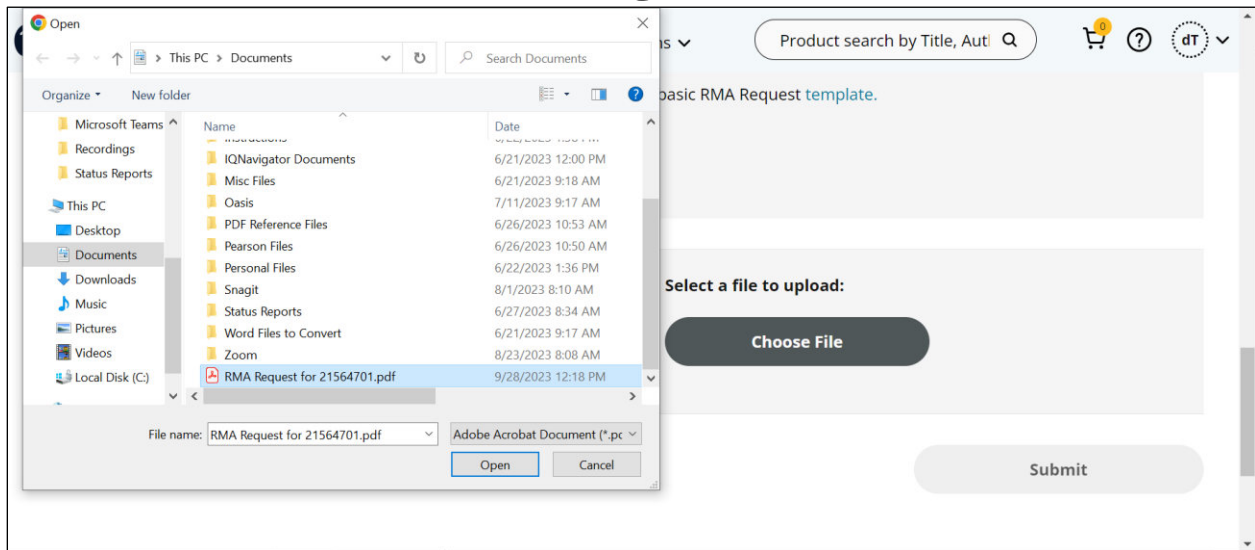 Open
This PC > Documents
Search Documents
Organize
New folder
Microsoft Teams
Recordings
Status Reports
This PC
Desktop
Documents
Downloads
Music
Pictures
Videos
Local Disk (C:)
Name Date
IQNavigator Documents 6/21/2023 12:00 PM
Misc Files 6/21/2023 9:18 AM
Oasis 7/11/2023 9:17 AM
PDF Reference Files 6/26/2023 10:53 AM
Pearson Files 6/26/2023 10:50 AM
Personal Files 6/22/2023 1:36 PM
Snagit 8/1/2023 8:10 AM
Status Reports 6/27/2023 8:34 AM
Word Files to Convert 6/21/2023 9:17 AM
Zoom 8/23/2023 8:08 AM
RMA Request for 21564701.pdf 9/28/2023 12:18 PM
File name: RMA Request for 21564701.pdf
Adobe Acrobat Document (*.pc
Open
Cancel
ns
Product search by Title, Aut
0
dT
basic RMA Request template.
Select a file to upload:
Choose File
Submit